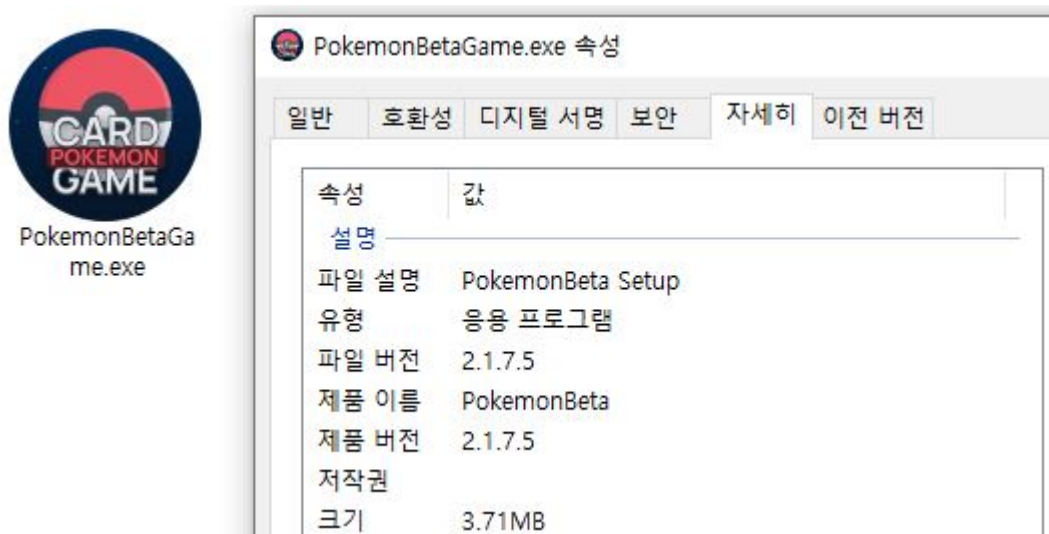 CARD
POKEMON
GAME
PokemonBetaGa
me.exe
PokemonBetaGame.exe 속성
일반 호환성 디지털 서명 보안 자세히 이전 버전
속성 값
설명
파일 설명 PokemonBeta Setup
유형 응용 프로그램
파일 버전 2.1.7.5
제품 이름 PokemonBeta
제품 버전 2.1.7.5
저작권
크기 3.71MB